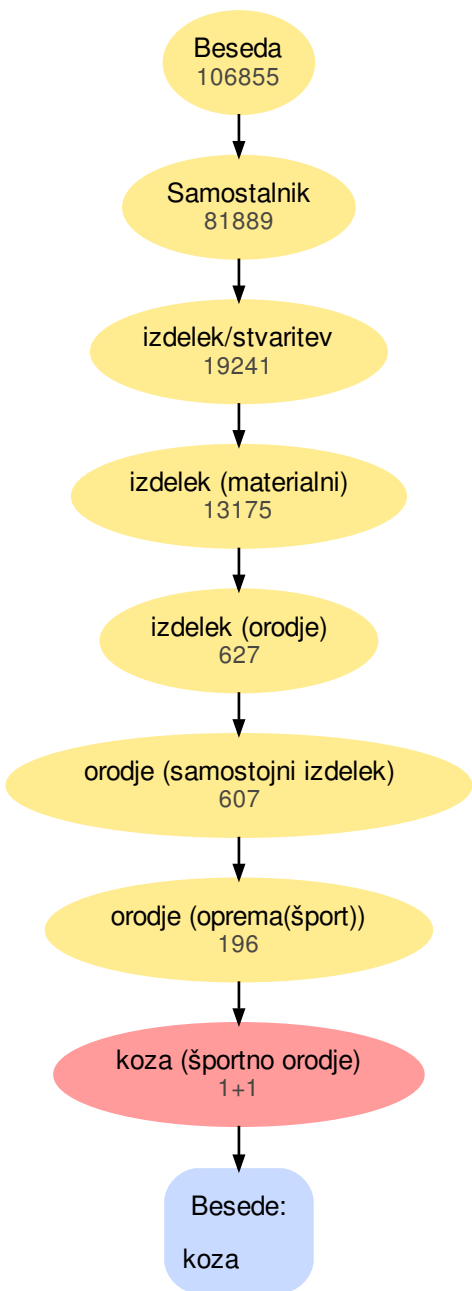 Beseda
106855
Samostalnik
81889
izdelek/stvaritev
19241
izdelek (materialni)
13175
izdelek (orodje)
627
orodje (samostojni izdelek)
607
orodje (oprema(šport))
196
koza (športno orodje)
1+1
Besede:
koza